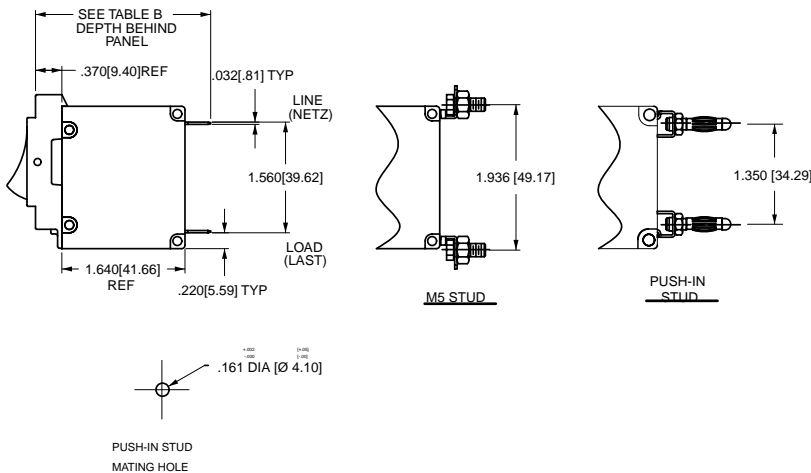 SEE TABLE B
DEPTH BEHIND
PANEL
.370[9.40]REF
.032[.81] TYP
LINE
(NETZ)
1.560[39.62]
LOAD
(LAST)
1.640[41.66]
REF
.220[5.59] TYP
1.936 [49.17]
M5 STUD
1.350 [34.29]
PUSH-IN
STUD
.161 DIA [Ø 4.10]
PUSH-IN STUD
MATING HOLE